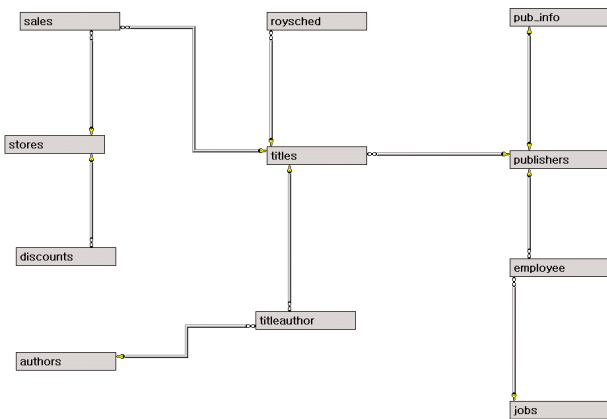 sales
roysched
pub_info
stores
titles
publishers
discounts
employee
titleauthor
authors
jobs